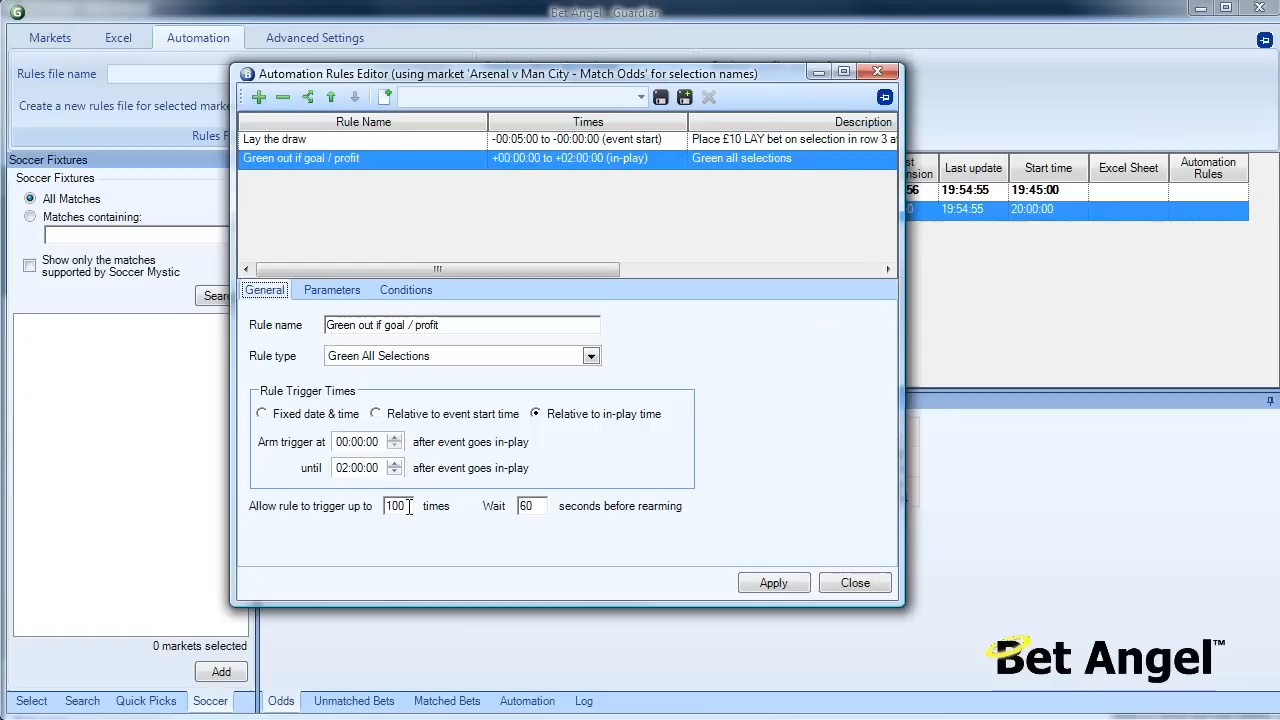 Bet Angel - Guardian
Markets
Excel
Automation
Advanced Settings
Rules file name
Create a new rules file for selected marke
Rules F
Automation Rules Editor (using market 'Arsenal v Man City - Match Odds' for selection names)
Rule Name
Times
Description
Lay the draw
-00:05:00 to -00:00:00 (event start)
Place £10 LAY bet on selection in row 3 a
Green out if goal / profit
+00:00:00 to +02:00:00 (in-play)
Green all selections
Soccer Fixtures
Soccer Fixtures
All Matches
Matches containing:
Show only the matches
supported by Soccer Mystic
Last update
Start time
Excel Sheet
Automation
Rules
56
19:54:55
19:45:00
19:54:55
20:00:00
General
Parameters
Conditions
Rule name
Green out if goal / profit
Rule type
Green All Selections
Rule Trigger Times
Fixed date & time
Relative to event start time
Relative to in-play time
Arm trigger at
00:00:00
after event goes in-play
until
02:00:00
after event goes in-play
Allow rule to trigger up to
100
times
Wait
60
seconds before rearming
Apply
Close
0 markets selected
Add
Select
Search
Quick Picks
Soccer
Odds
Unmatched Bets
Matched Bets
Automation
Log
Bet Angel™